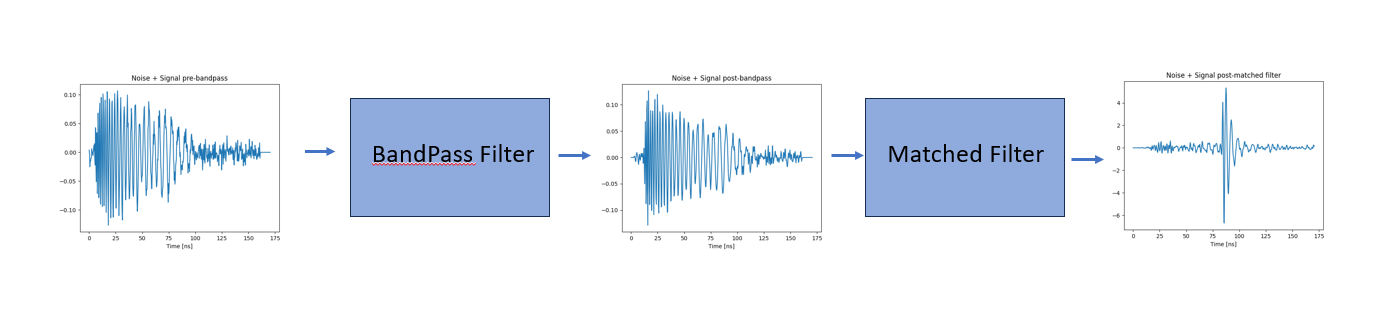 Noise + Signal pre-bandpass
0.10
0.05
0.00
−0.05
−0.10
0 25 50 75 100 125 150 175
Time [ns]
BandPass Filter
Noise + Signal post-bandpass
0.10
0.05
0.00
−0.05
−0.10
0 25 50 75 100 125 150 175
Time [ns]
Matched Filter
Noise + Signal post-matched filter
4
2
0
−2
−4
−6
0 25 50 75 100 125 150 175
Time [ns]